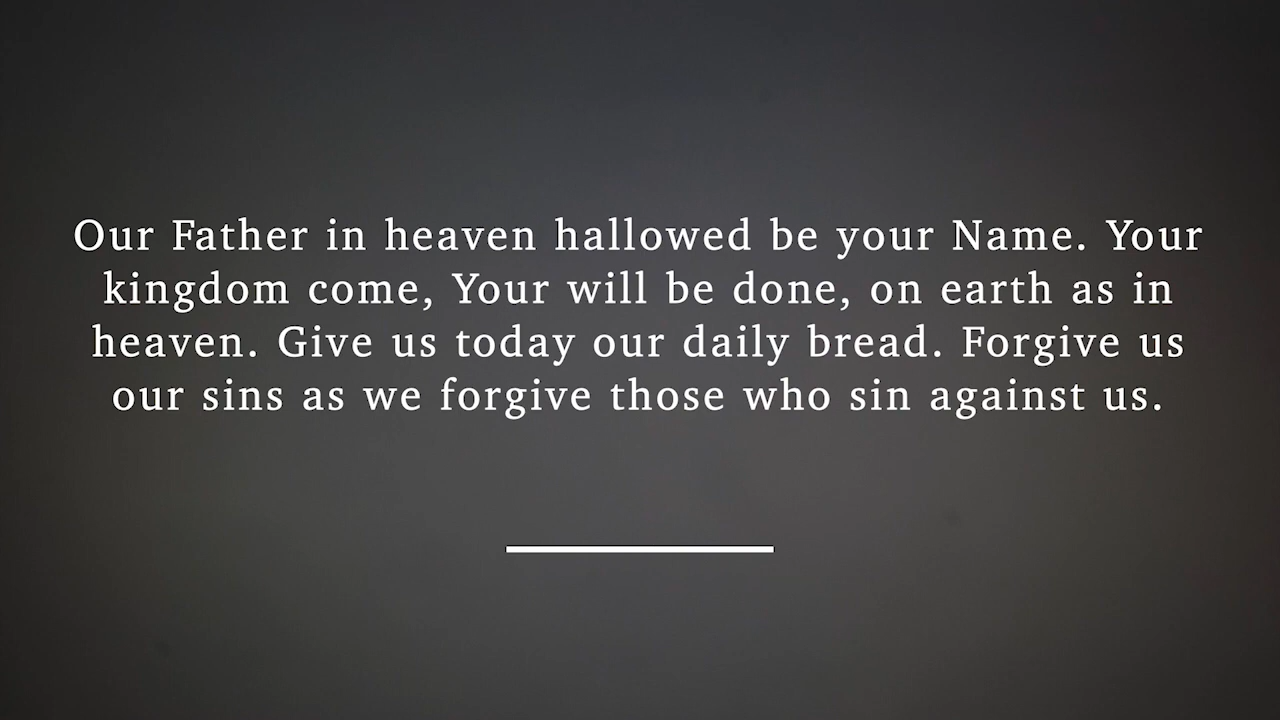 Our Father in heaven hallowed be your Name. Your
kingdom come, Your will be done, on earth as in
heaven. Give us today our daily bread. Forgive us
our sins as we forgive those who sin against us.